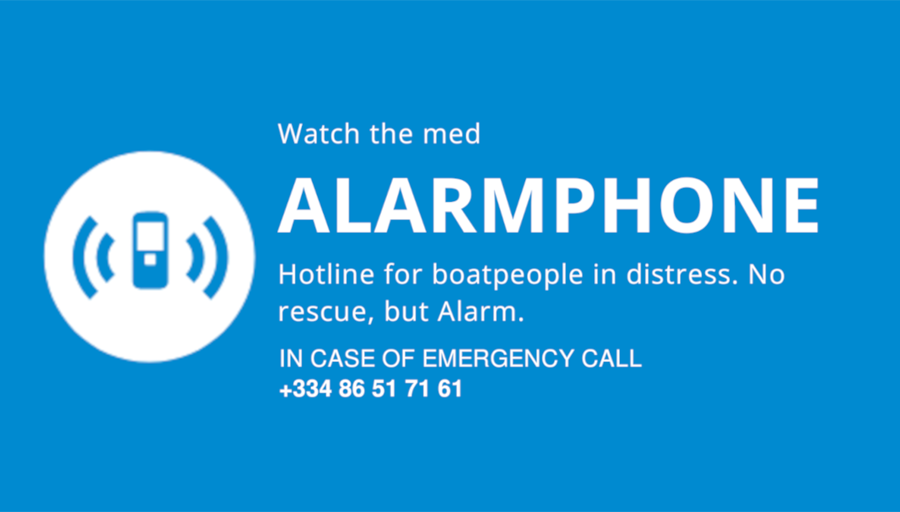 Watch the med
ALARMPHONE
Hotline for boatpeople in distress. No
rescue, but Alarm.
IN CASE OF EMERGENCY CALL
+334 86 51 71 61